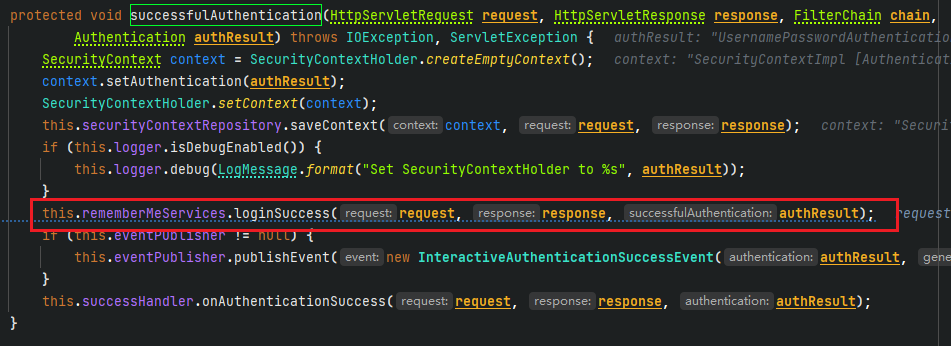 protected void successfulAuthentication(HttpServletRequest request, HttpServletResponse response, FilterChain chain,
Authentication authResult) throws IOException, ServletException { authResult: "UsernamePasswordAuthentication
SecurityContext context = SecurityContextHolder.createEmptyContext(); context: "SecurityContextImpl [Authentica
context.setAuthentication(authResult);
SecurityContextHolder.setContext(context);
this.securityContextRepository.saveContext( context: context, request: request, response: response); context: "Securit
if (this.logger.isDebugEnabled()) {
this.logger.debug(LogMessage.format("Set SecurityContextHolder to %s", authResult));
}
this.rememberMeServices.loginSuccess( request: request, response: response, successfulAuthentication: authResult); request
if (this.eventPublisher != null) {
this.eventPublisher.publishEvent( event: new InteractiveAuthenticationSuccessEvent( authentication: authResult, gene
}
this.successHandler.onAuthenticationSuccess( request: request, response: response, authentication: authResult);
}